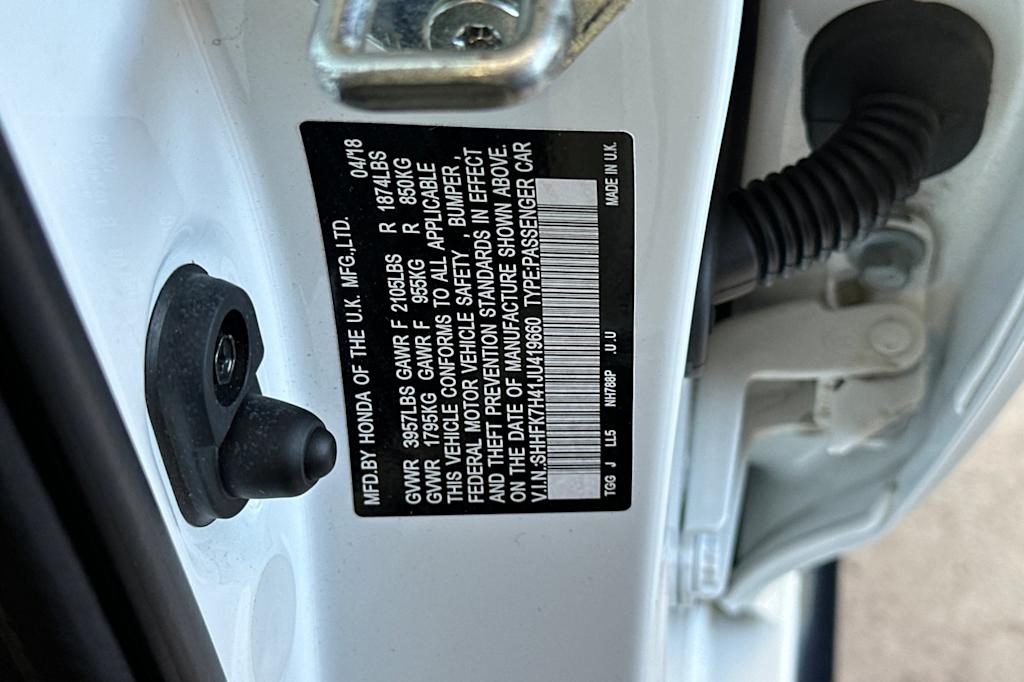 MFD.BY HONDA OF THE U.K. MFG.,LTD. 04/18
GVWR 3957LBS GAWR F 2105LBS R 1874LBS
GVWR 1795KG GAWR F 955KG R 850KG
THIS VEHICLE CONFORMS TO ALL APPLICABLE
FEDERAL MOTOR VEHICLE SAFETY , BUMPER ,
AND THEFT PREVENTION STANDARDS IN EFFECT
ON THE DATE OF MANUFACTURE SHOWN ABOVE.
V.I.N.:SHHFK7H41JU419660 TYPE:PASSENGER CAR
TGG J LL5 NH788P .U.U MADE IN U.K.